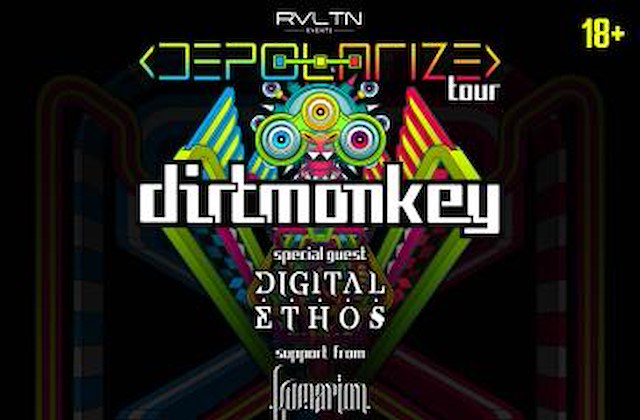 RVLTN
EVENTS
18+
<DEPOLARIZE>
tour
dirtmonkey
special guest
DIGITAL
ETHOS
support from